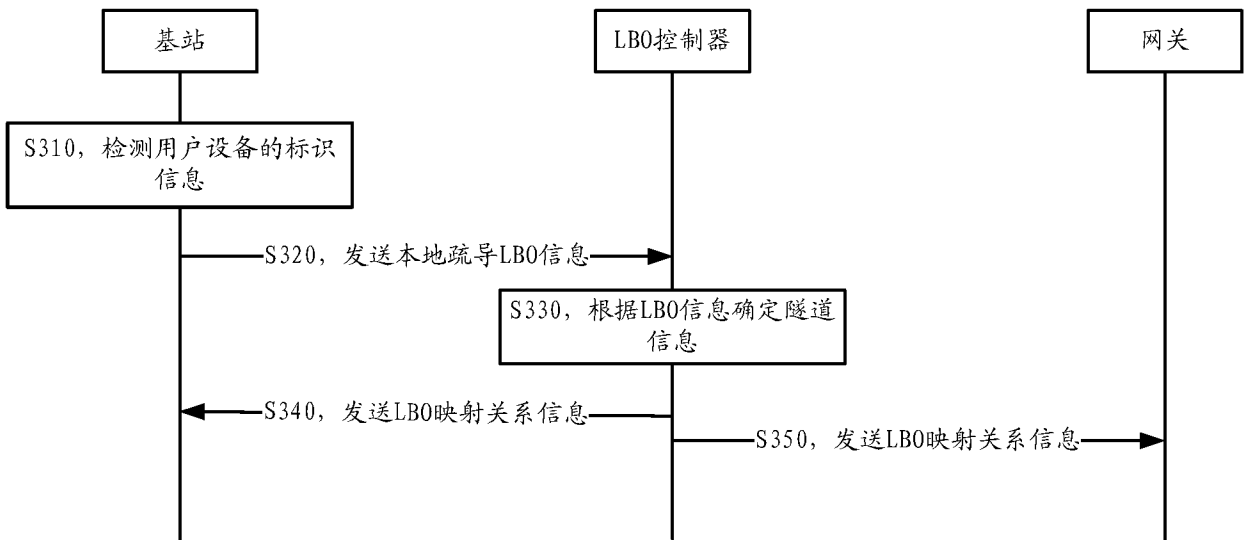 基站
LBO控制器
网关
S310，检测用户设备的标识
信息
S320，发送本地疏导LBO信息
S330，根据LBO信息确定隧道
信息
S340，发送LBO映射关系信息
S350，发送LBO映射关系信息